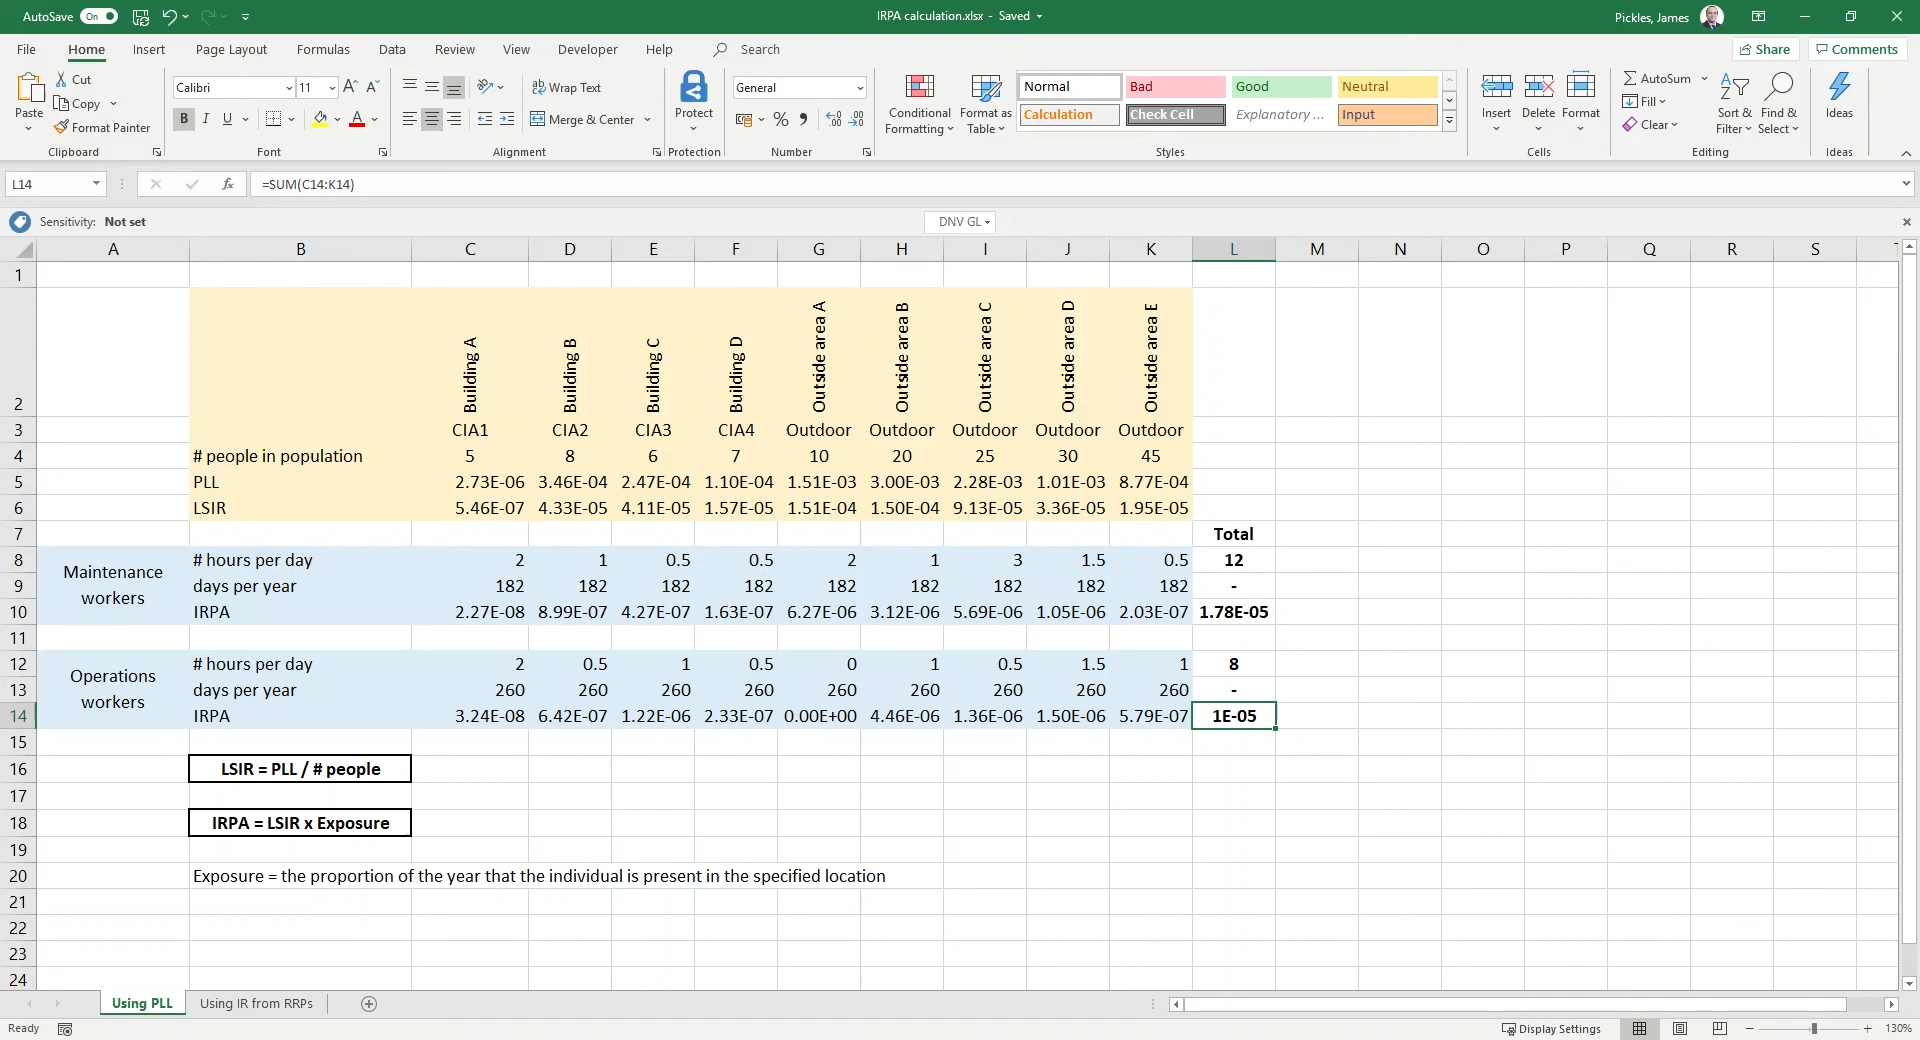 AutoSave On IRPA calculation.xlsx - Saved Pickles, James
File Home Insert Page Layout Formulas Data Review View Developer Help Search Share Comments
Paste Cut Copy Format Painter
Clipboard
Calibri 11 A A B I U A
Font
Wrap Text Merge & Center
Alignment
Protect
Protection
General % ,
Number
Conditional Formatting Format as Table Normal Bad Good Neutral
Calculation Check Cell Explanatory ... Input
Styles
Insert Delete Format
Cells
AutoSum Fill Clear Sort & Filter Find & Select
Editing
Ideas
Ideas
L14 fx =SUM(C14:K14)
Sensitivity: Not set DNV GL
A B C D E F G H I J K L M N O P Q R S
1
2 Building A Building B Building C Building D Outside area A Outside area B Outside area C Outside area D Outside area E
3 CIA1 CIA2 CIA3 CIA4 Outdoor Outdoor Outdoor Outdoor Outdoor
4 # people in population 5 8 6 7 10 20 25 30 45
5 PLL 2.73E-06 3.46E-04 2.47E-04 1.10E-04 1.51E-03 3.00E-03 2.28E-03 1.01E-03 8.77E-04
6 LSIR 5.46E-07 4.33E-05 4.11E-05 1.57E-05 1.51E-04 1.50E-04 9.13E-05 3.36E-05 1.95E-05
7 Total
8 Maintenance workers # hours per day 2 1 0.5 0.5 2 1 3 1.5 0.5 12
9 days per year 182 182 182 182 182 182 182 182 182 -
10 IRPA 2.27E-08 8.99E-07 4.27E-07 1.63E-07 6.27E-06 3.12E-06 5.69E-06 1.05E-06 2.03E-07 1.78E-05
11
12 Operations workers # hours per day 2 0.5 1 0.5 0 1 0.5 1.5 1 8
13 days per year 260 260 260 260 260 260 260 260 260 -
14 IRPA 3.24E-08 6.42E-07 1.22E-06 2.33E-07 0.00E+00 4.46E-06 1.36E-06 1.50E-06 5.79E-07 1E-05
15
16 LSIR = PLL / # people
17
18 IRPA = LSIR x Exposure
19
20 Exposure = the proportion of the year that the individual is present in the specified location
21
22
23
24
Using PLL Using IR from RRPs
Ready Display Settings 130%